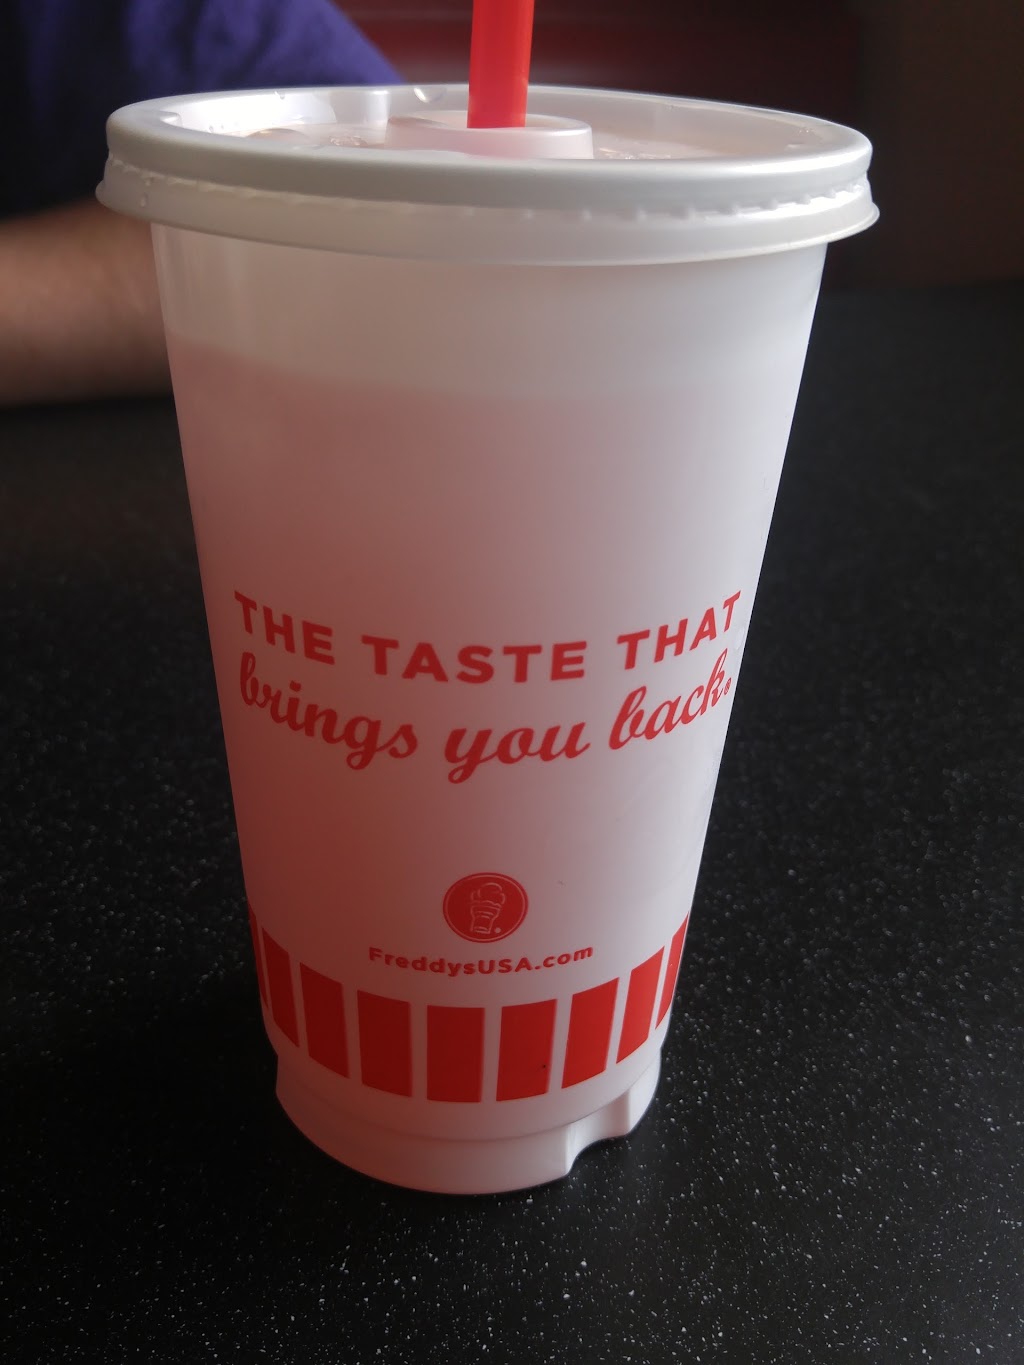 THE TASTE THAT
brings you back.®
FreddysUSA.com